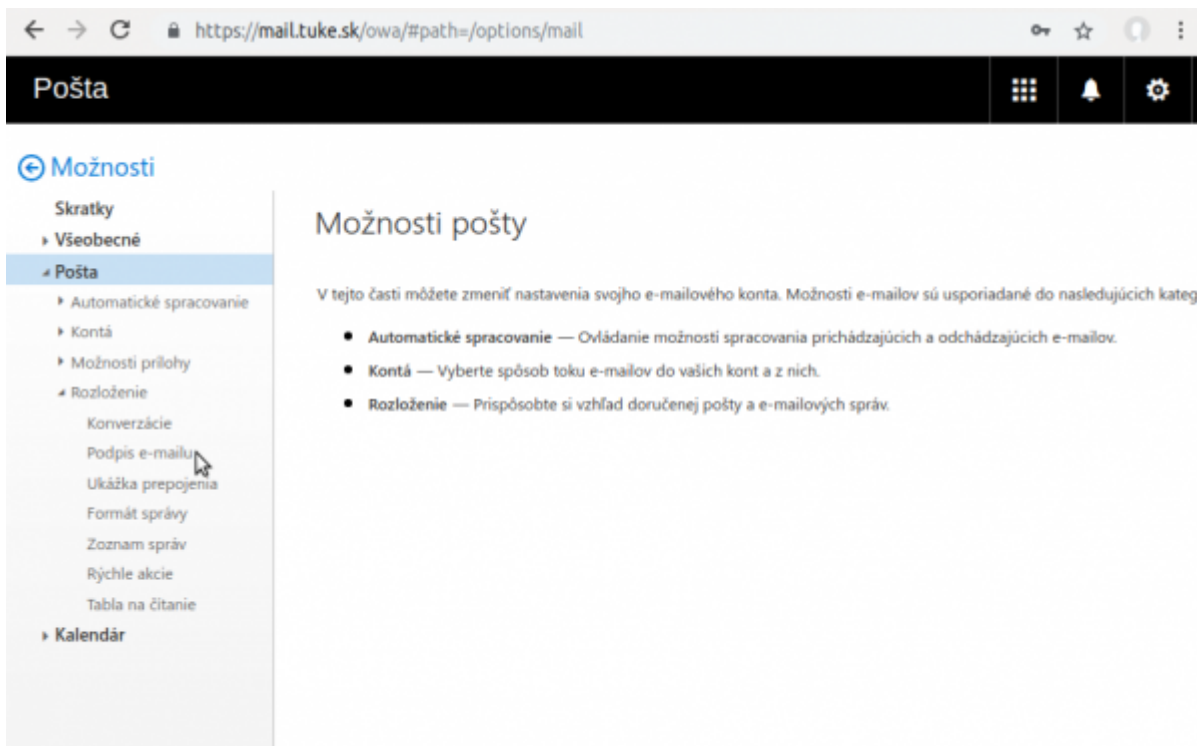 https://mail.tuke.sk/owa/#path=/options/mail
Pošta
Možnosti
Skratky
Všeobecné
Pošta
Automatické spracovanie
Kontá
Možnosti prílohy
Rozloženie
Konverzácie
Podpis e-mailu
Ukážka prepojenia
Formát správy
Zoznam správ
Rýchle akcie
Tabla na čítanie
Kalendár
Možnosti pošty
V tejto časti môžete zmeniť nastavenia svojho e-mailového konta. Možnosti e-mailov sú usporiadané do nasledujúcich kateg
Automatické spracovanie — Ovládanie možností spracovania prichádzajúcich a odchádzajúcich e-mailov.
Kontá — Vyberte spôsob toku e-mailov do vašich kont a z nich.
Rozloženie — Prispôsobte si vzhľad doručenej pošty a e-mailových správ.